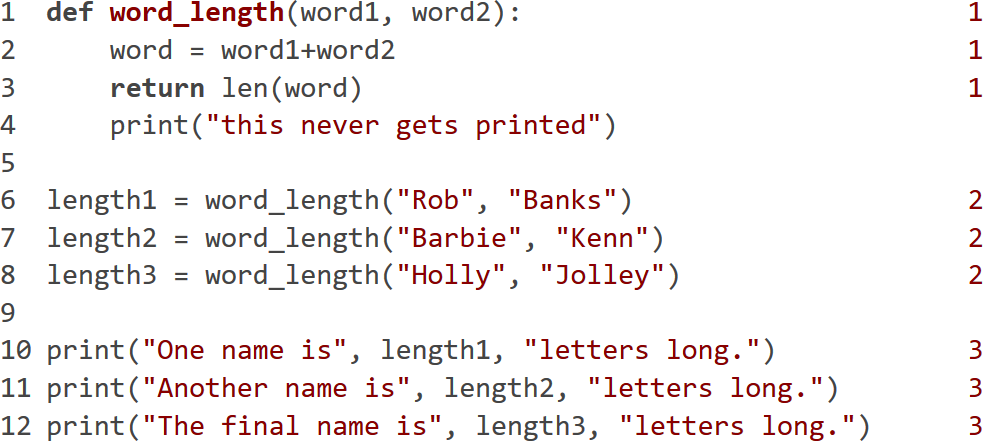 1 def word_length(word1, word2): 1
2     word = word1+word2 1
3     return len(word) 1
4     print("this never gets printed")
5
6 length1 = word_length("Rob", "Banks") 2
7 length2 = word_length("Barbie", "Kenn") 2
8 length3 = word_length("Holly", "Jolley") 2
9
10 print("One name is", length1, "letters long.") 3
11 print("Another name is", length2, "letters long.") 3
12 print("The final name is", length3, "letters long.") 3